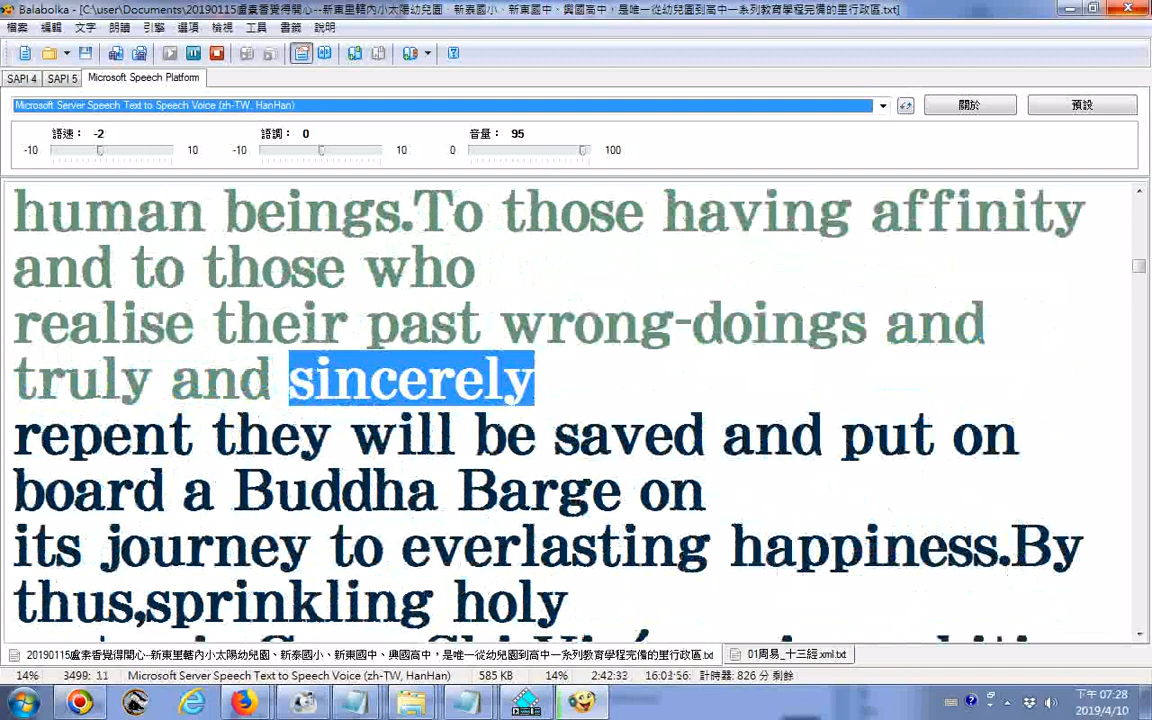 Balabolka - [C:\user\Documents\20190115盧素香覺得開心--新東里轄內小太陽幼兒園、新泰國小、新東國中、興國高中，是唯一從幼兒園到高中一系列教育學程完備的里行政區.txt]
檔案 編輯 文字 朗讀 引擎 選項 檢視 工具 書籤 說明
SAPI 4 SAPI 5 Microsoft Speech Platform
Microsoft Server Speech Text to Speech Voice (zh-TW, HanHan) 關於 預設
語速： -2 語調： 0 音量： 95
-10 10 -10 10 0 100
human beings.To those having affinity
and to those who
realise their past wrong-doings and
truly and sincerely
repent they will be saved and put on
board a Buddha Barge on
its journey to everlasting happiness.By
thus,sprinkling holy
20190115盧素香覺得開心--新東里轄內小太陽幼兒園、新泰國小、新東國中、興國高中，是唯一從幼兒園到高中一系列教育學程完備的里行政區.txt 01周易_十三經.xml.txt
14% 3499: 11 Microsoft Server Speech Text to Speech Voice (zh-TW, HanHan) 585 KB 14% 2:42:33 16:03:56 計時器: 826 分 剩餘
下午 07:28
2019/4/10